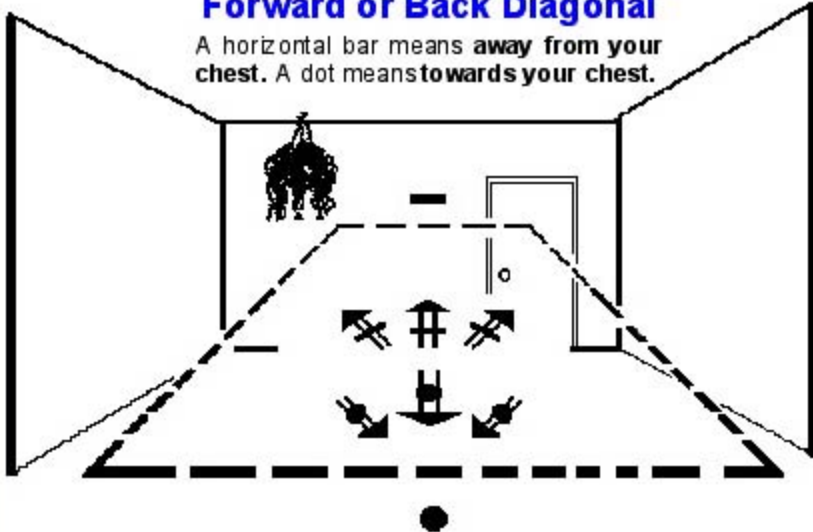 Forward or Back Diagonal
A horizontal bar means away from your
chest. A dot means towards your chest.